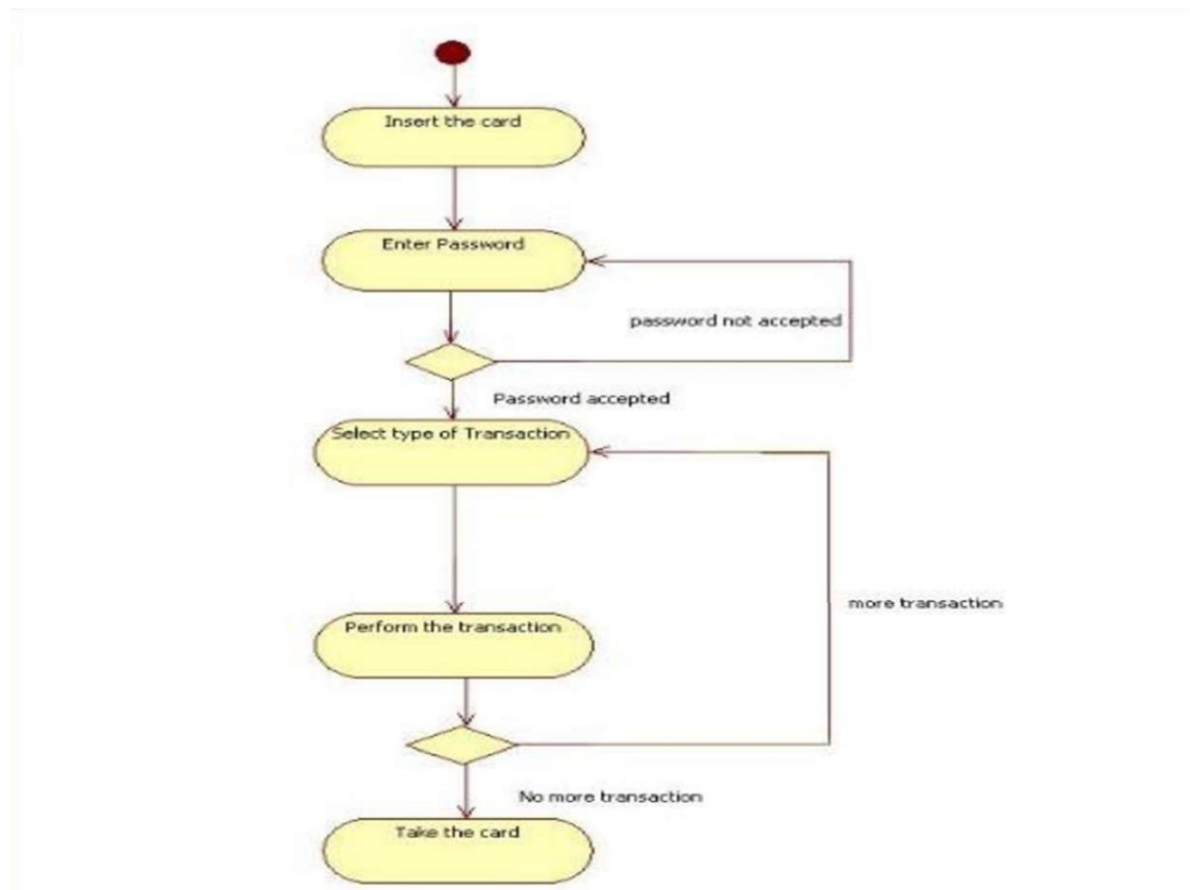 Insert the card
Enter Password
password not accepted
Password accepted
Select type of Transaction
more transaction
Perform the transaction
No more transaction
Take the card